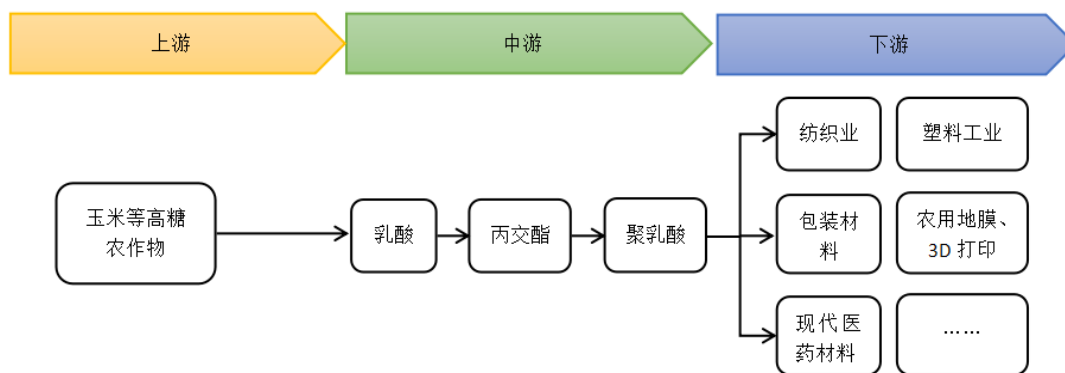 上游
中游
下游
玉米等高糖
农作物
乳酸
丙交酯
聚乳酸
纺织业
塑料工业
包装材
料
农用地膜、
3D 打印
现代医
药材料
……